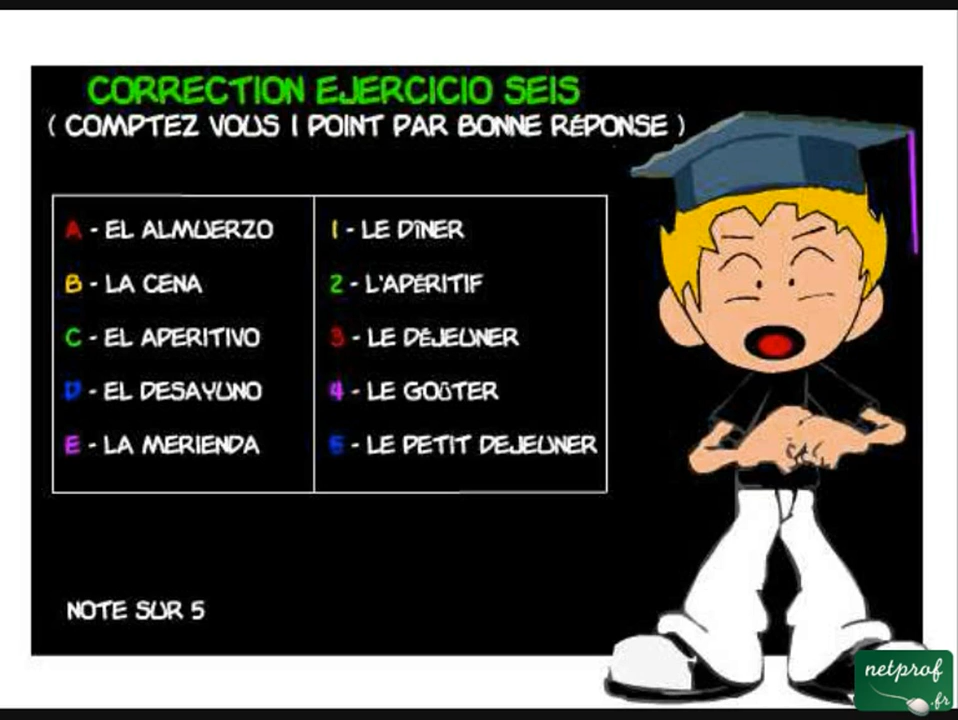 CORRECTION EJERCICIO SEIS
( COMPTEZ VOUS 1 POINT PAR BONNE RÉPONSE )
A - EL ALMUERZO
B - LA CENA
C - EL APERITIVO
D - EL DESAYUNO
E - LA MERIENDA
1 - LE DÎNER
2 - L'APÉRITIF
3 - LE DÉJEUNER
4 - LE GOÛTER
5 - LE PETIT DEJEUNER
NOTE SUR 5
netprof
.fr